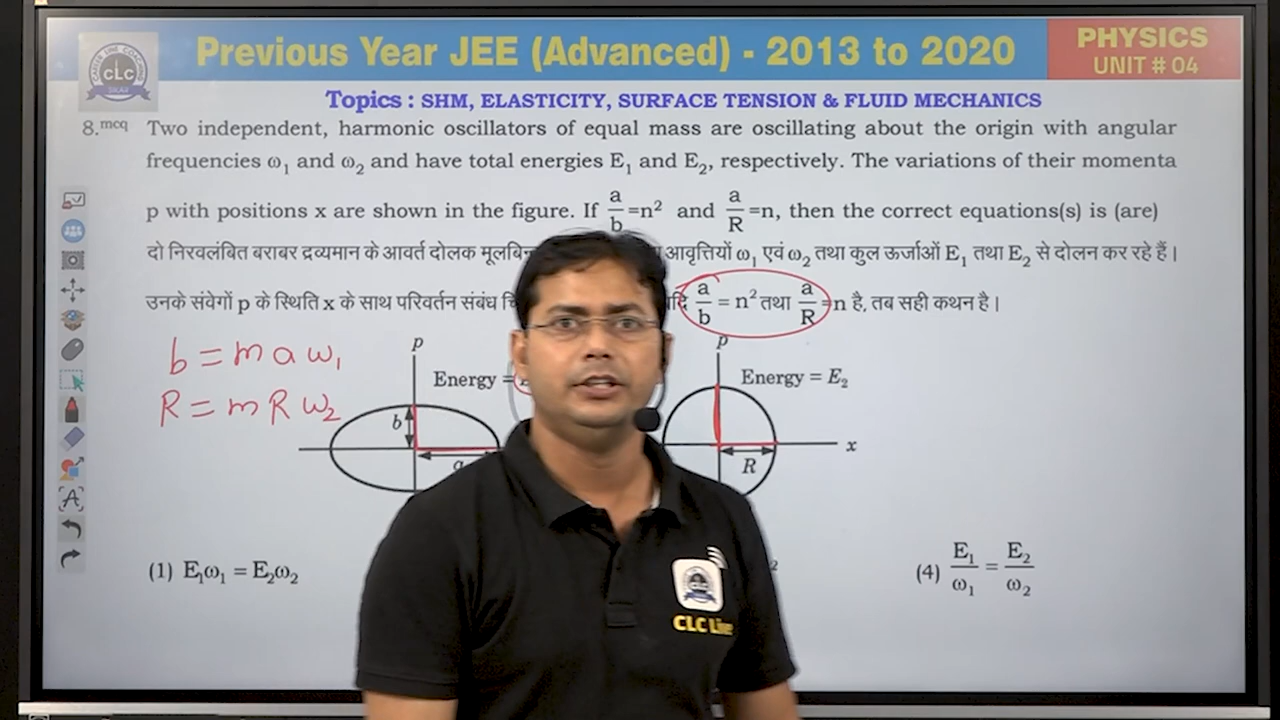 Previous Year JEE (Advanced) - 2013 to 2020
PHYSICS
UNIT # 04
CLC
Topics : SHM, ELASTICITY, SURFACE TENSION & FLUID MECHANICS
8.mcq Two independent, harmonic oscillators of equal mass are oscillating about the origin with angular
frequencies ω₁ and ω₂ and have total energies E₁ and E₂, respectively. The variations of their momenta
p with positions x are shown in the figure. If a/b=n² and a/R=n, then the correct equations(s) is (are)
दो निरवलंबित बराबर द्रव्यमान के आवर्त दोलक आवृत्तियों ω₁ एवं ω₂ तथा कुल ऊर्जाओं E₁ तथा E₂ से दोलन कर रहे हैं।
उनके संवेगों p के स्थिति x के साथ परिवर्तन संबंध a/b = n² तथा a/R =n है, तब सही कथन है।
b = m a ω₁
R = m R ω₂
p
Energy =
b
a
p
Energy = E₂
x
R
(1) E₁ω₁ = E₂ω₂
(4) E₁/ω₁ = E₂/ω₂
CLC
CLC Live